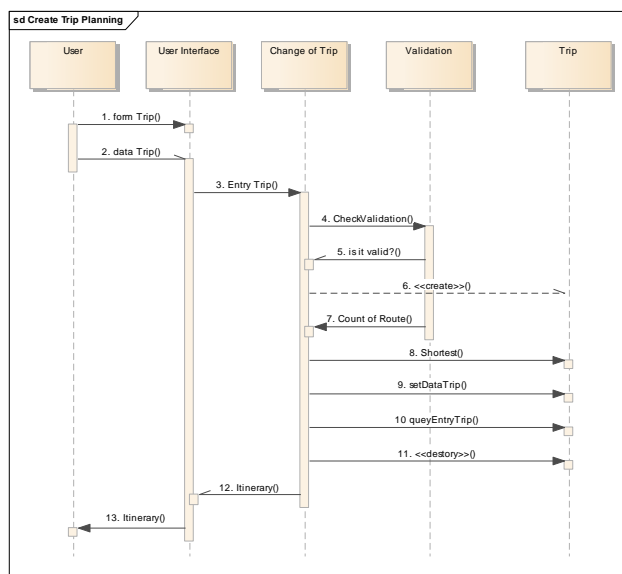 sd Create Trip Planning
User
User Interface
Change of Trip
Validation
Trip
1. form Trip()
2. data Trip()
3. Entry Trip()
4. CheckValidation()
5. is it valid?()
6. <<create>>()
7. Count of Route()
8. Shortest()
9. setDataTrip()
10 queyEntryTrip()
11. <<destory>>()
12. Itinerary()
13. Itinerary()